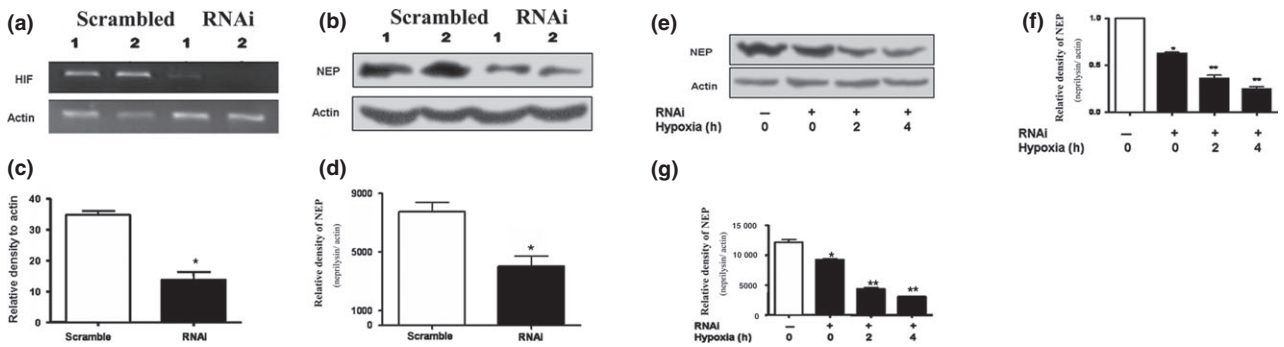 (a)
Scrambled RNAi
1 2 1 2
HIF
Actin
(b)
Scrambled RNAi
1 2 1 2
NEP
Actin
(c)
Relative density to actin
40
30
20
10
0
*
Scramble RNAi
(d)
Relative density of NEP
(neprilysin/ actin)
9000
5000
1000
0
*
Scramble RNAi
(e)
NEP
Actin
RNAi — + + +
Hypoxia (h) 0 0 2 4
(f)
Relative density of NEP
(neprilysin/ actin)
1.0
0.5
0.0
* ** **
RNAi — + + +
Hypoxia (h) 0 0 2 4
(g)
Relative density of NEP
(neprilysin/ actin)
15 000
10 000
5000
0
* ** **
RNAi — + + +
Hypoxia (h) 0 0 2 4